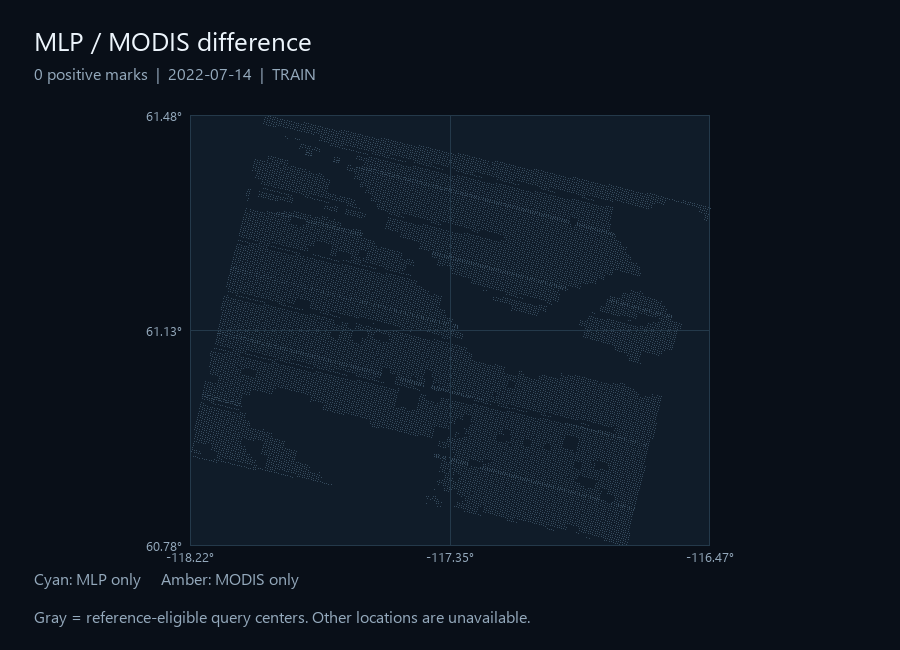 MLP / MODIS difference
0 positive marks | 2022-07-14 | TRAIN
61.48°
61.13°
60.78°
-118.22° -117.35° -116.47°
Cyan: MLP only Amber: MODIS only
Gray = reference-eligible query centers. Other locations are unavailable.